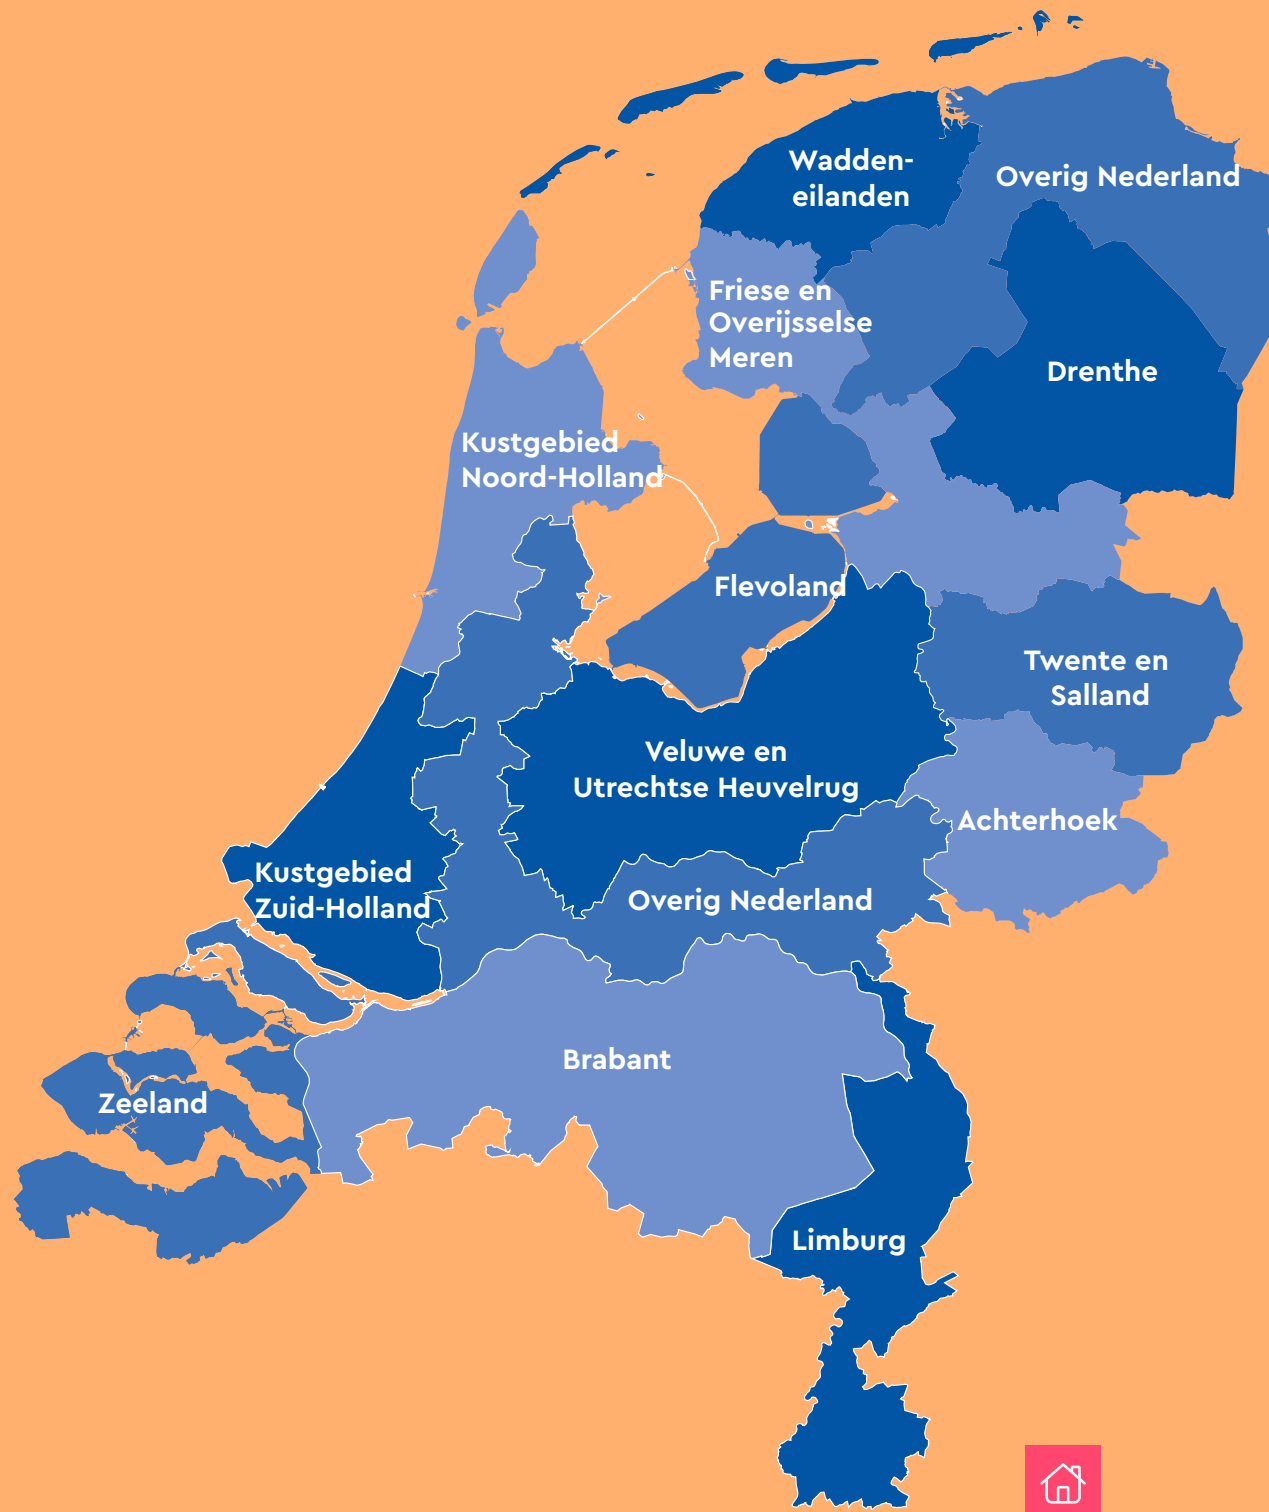 Wadden-
eilanden
Overig Nederland
Friese en
Overijsselse
Meren
Drenthe
Kustgebied
Noord-Holland
Flevoland
Twente en
Salland
Veluwe en
Utrechtse Heuvelrug
Achterhoek
Kustgebied
Zuid-Holland
Overig Nederland
Brabant
Zeeland
Limburg